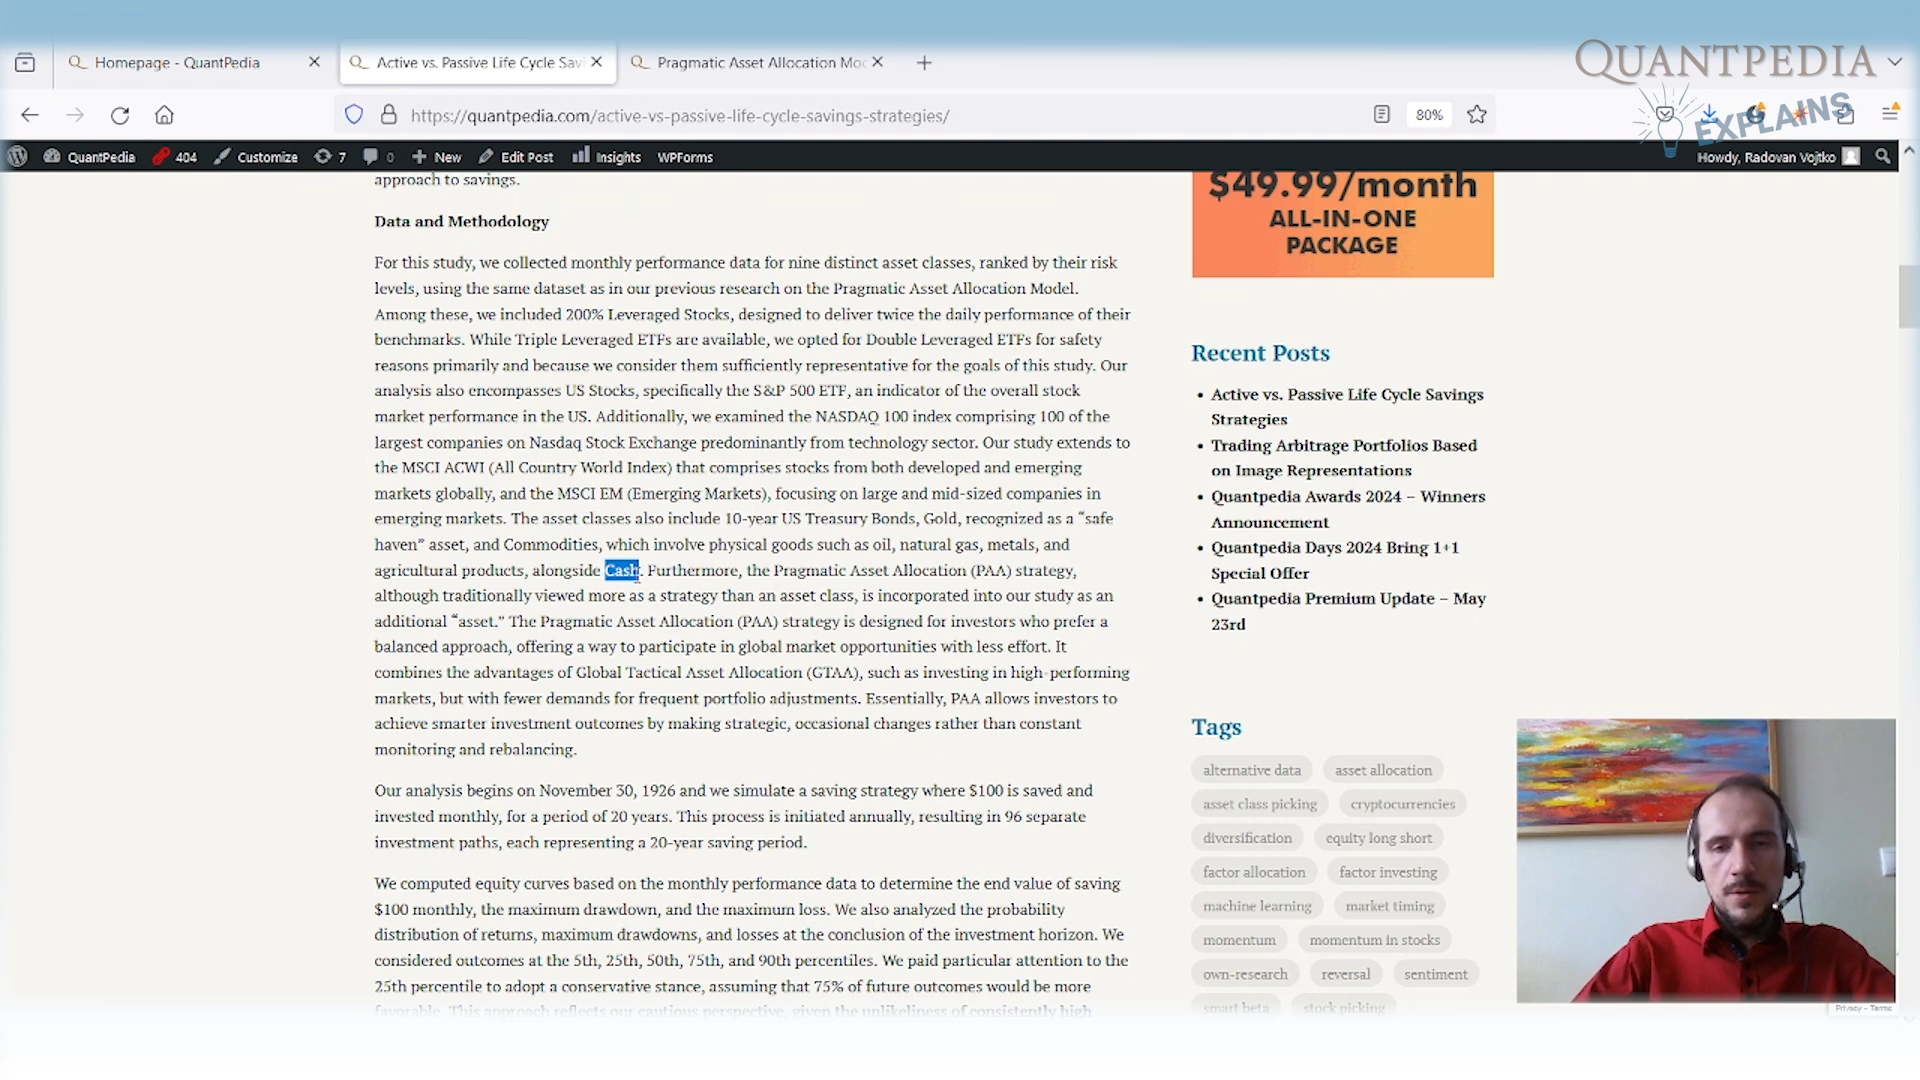 QUANTPEDIA
EXPLAINS
Homepage - QuantPedia
Active vs. Passive Life Cycle Savi
Pragmatic Asset Allocation Mo
https://quantpedia.com/active-vs-passive-life-cycle-savings-strategies/
80%
QuantPedia
404
Customize
7
0
New
Edit Post
Insights
WPForms
Howdy, Radovan Vojtko
approach to savings.
Data and Methodology
For this study, we collected monthly performance data for nine distinct asset classes, ranked by their risk
levels, using the same dataset as in our previous research on the Pragmatic Asset Allocation Model.
Among these, we included 200% Leveraged Stocks, designed to deliver twice the daily performance of their
benchmarks. While Triple Leveraged ETFs are available, we opted for Double Leveraged ETFs for safety
reasons primarily and because we consider them sufficiently representative for the goals of this study. Our
analysis also encompasses US Stocks, specifically the S&P 500 ETF, an indicator of the overall stock
market performance in the US. Additionally, we examined the NASDAQ 100 index comprising 100 of the
largest companies on Nasdaq Stock Exchange predominantly from technology sector. Our study extends to
the MSCI ACWI (All Country World Index) that comprises stocks from both developed and emerging
markets globally, and the MSCI EM (Emerging Markets), focusing on large and mid-sized companies in
emerging markets. The asset classes also include 10-year US Treasury Bonds, Gold, recognized as a “safe
haven” asset, and Commodities, which involve physical goods such as oil, natural gas, metals, and
agricultural products, alongside Cash. Furthermore, the Pragmatic Asset Allocation (PAA) strategy,
although traditionally viewed more as a strategy than an asset class, is incorporated into our study as an
additional “asset.” The Pragmatic Asset Allocation (PAA) strategy is designed for investors who prefer a
balanced approach, offering a way to participate in global market opportunities with less effort. It
combines the advantages of Global Tactical Asset Allocation (GTAA), such as investing in high-performing
markets, but with fewer demands for frequent portfolio adjustments. Essentially, PAA allows investors to
achieve smarter investment outcomes by making strategic, occasional changes rather than constant
monitoring and rebalancing.
Our analysis begins on November 30, 1926 and we simulate a saving strategy where $100 is saved and
invested monthly, for a period of 20 years. This process is initiated annually, resulting in 96 separate
investment paths, each representing a 20-year saving period.
We computed equity curves based on the monthly performance data to determine the end value of saving
$100 monthly, the maximum drawdown, and the maximum loss. We also analyzed the probability
distribution of returns, maximum drawdowns, and losses at the conclusion of the investment horizon. We
considered outcomes at the 5th, 25th, 50th, 75th, and 90th percentiles. We paid particular attention to the
25th percentile to adopt a conservative stance, assuming that 75% of future outcomes would be more
favorable. This approach reflects our cautious perspective, given the unlikeliness of consistently high
$49.99/month
ALL-IN-ONE
PACKAGE
Recent Posts
• Active vs. Passive Life Cycle Savings
Strategies
• Trading Arbitrage Portfolios Based
on Image Representations
• Quantpedia Awards 2024 – Winners
Announcement
• Quantpedia Days 2024 Bring 1+1
Special Offer
• Quantpedia Premium Update – May
23rd
Tags
alternative data
asset allocation
asset class picking
cryptocurrencies
diversification
equity long short
factor allocation
factor investing
machine learning
market timing
momentum
momentum in stocks
own-research
reversal
sentiment
smart beta
stock picking
Privacy - Terms